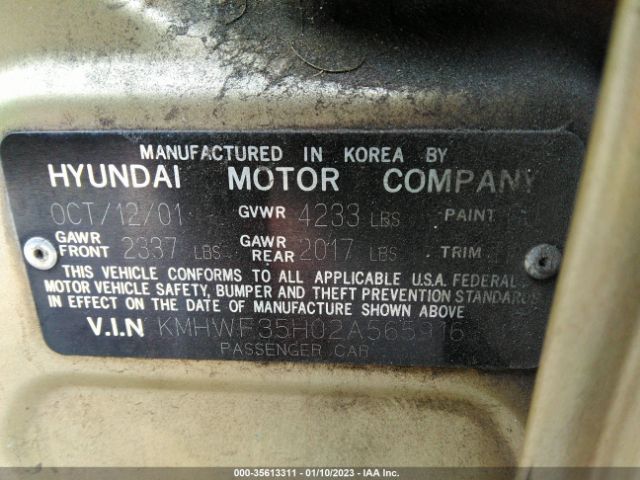 MANUFACTURED IN KOREA BY
HYUNDAI MOTOR COMPANY
OCT/12/01 GVWR 4233 LBS PAINT
GAWR FRONT 2337 LBS GAWR REAR 2017 LBS TRIM
THIS VEHICLE CONFORMS TO ALL APPLICABLE U.S.A. FEDERAL
MOTOR VEHICLE SAFETY, BUMPER AND THEFT PREVENTION STANDARDS
IN EFFECT ON THE DATE OF MANUFACTURE SHOWN ABOVE
V.I.N KMHWF35H02A565916
PASSENGER CAR
000-35613311 - 01/10/2023 - IAA Inc.